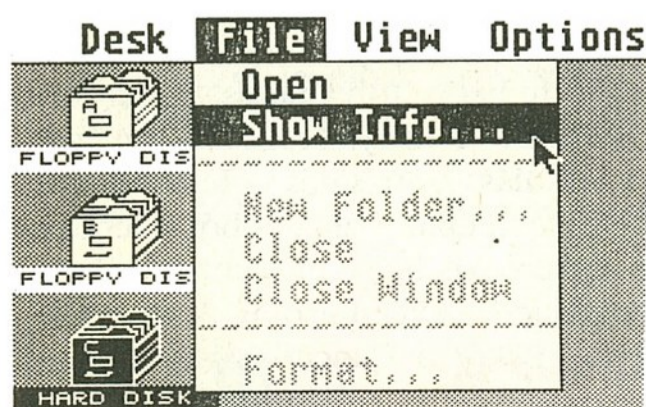 Desk File View Options
Open
Show Info...
New Folder...
Close
Close Window
Format...
A
FLOPPY DIS
B
FLOPPY DIS
C
HARD DISK